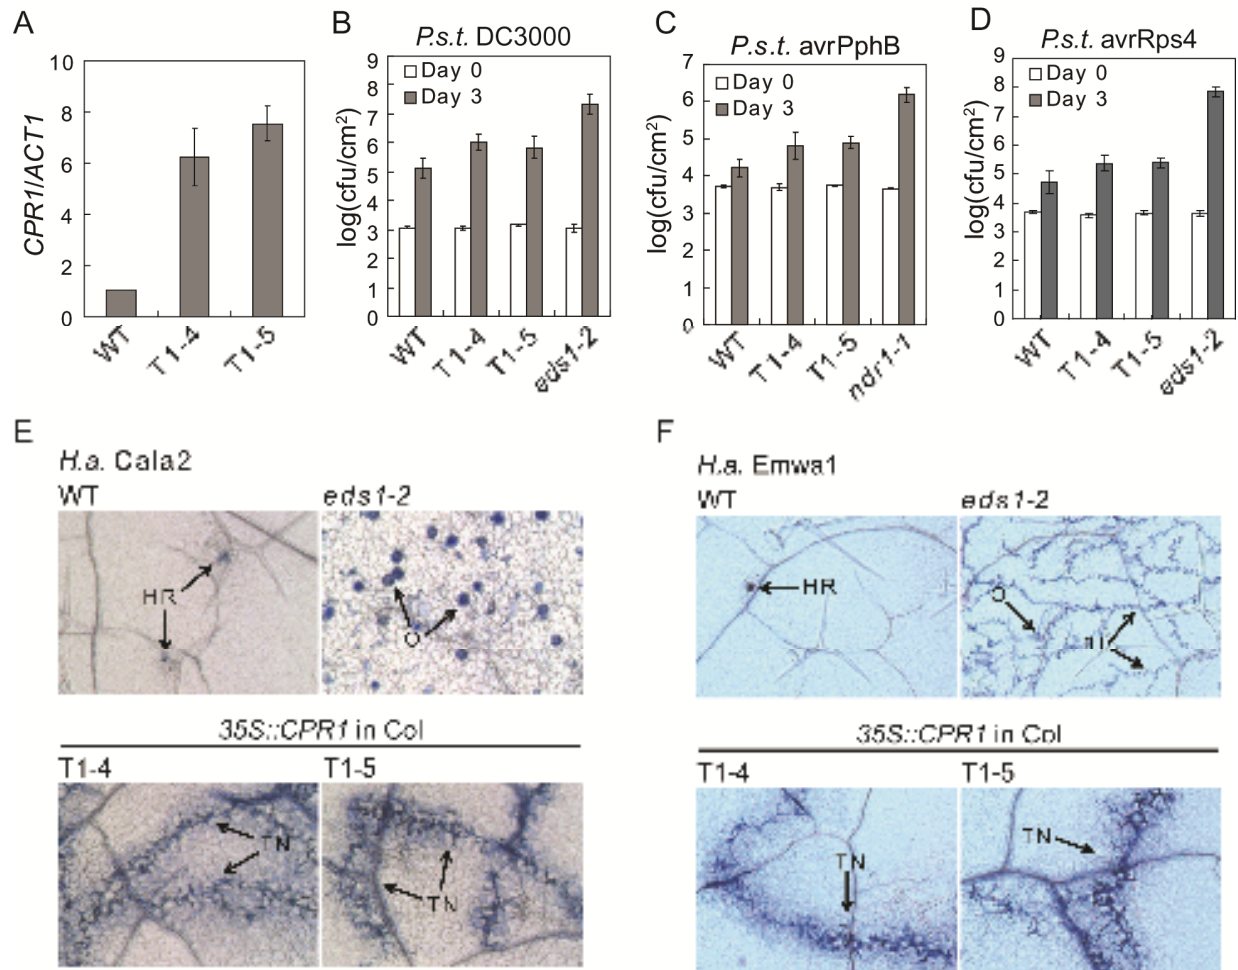 A
CPR1/ACT1
10
8
6
4
2
0
WT
T1-4
T1-5
B
P.s.t. DC3000
log(cfu/cm²)
9
8
7
6
5
4
3
2
1
0
Day 0
Day 3
WT
T1-4
T1-5
eds1-2
C
P.s.t. avrPphB
log(cfu/cm²)
7
6
5
4
3
2
1
0
Day 0
Day 3
WT
T1-4
T1-5
ndr1-1
D
P.s.t. avrRps4
log(cfu/cm²)
9
8
7
6
5
4
3
2
1
0
Day 0
Day 3
WT
T1-4
T1-5
eds1-2
E
H.a. Cala2
WT
eds1-2
HR
O
35S::CPR1 in Col
T1-4
T1-5
TN
TN
F
H.a. Emwa1
WT
eds1-2
HR
O
35S::CPR1 in Col
T1-4
T1-5
TN
TN